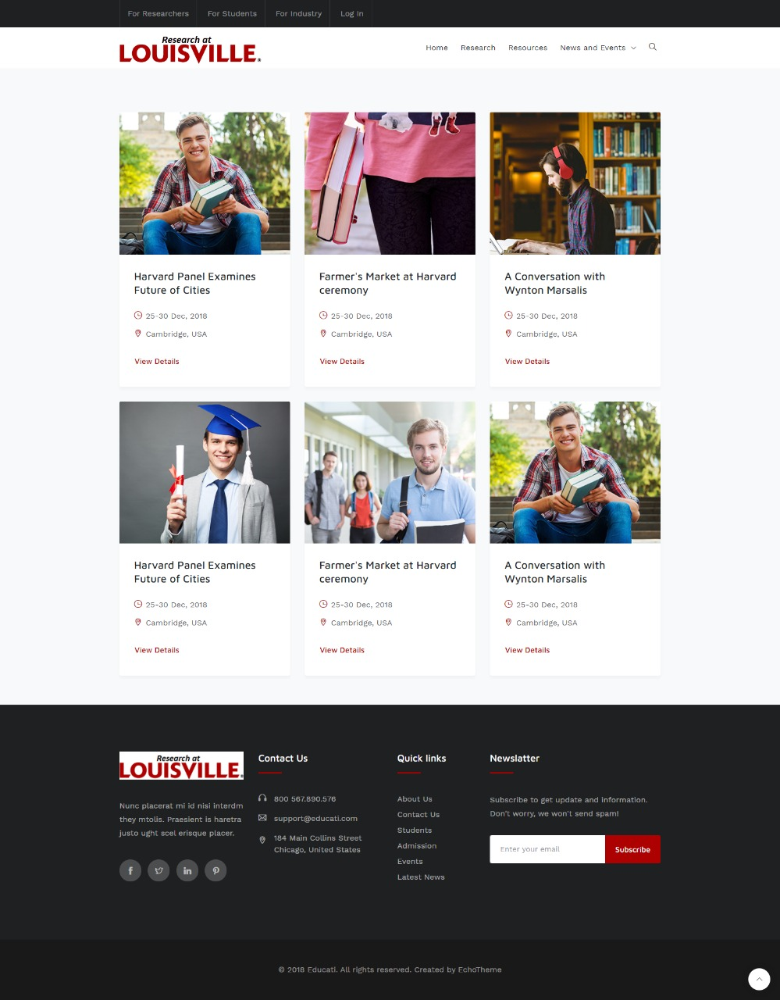 For Researchers
For Students
For Industry
Log In
Research at
LOUISVILLE
Home
Research
Resources
News and Events
Harvard Panel Examines
Future of Cities
25-30 Dec, 2018
Cambridge, USA
View Details
Farmer's Market at Harvard
ceremony
25-30 Dec, 2018
Cambridge, USA
View Details
A Conversation with
Wynton Marsalis
25-30 Dec, 2018
Cambridge, USA
View Details
Harvard Panel Examines
Future of Cities
25-30 Dec, 2018
Cambridge, USA
View Details
Farmer's Market at Harvard
ceremony
25-30 Dec, 2018
Cambridge, USA
View Details
A Conversation with
Wynton Marsalis
25-30 Dec, 2018
Cambridge, USA
View Details
Research at
LOUISVILLE
Nunc placerat mi id nisi interdm
they mtolis. Praesient is haretra
justo ught scel erisque placer.
Contact Us
800 567.890.576
support@educati.com
184 Main Collins Street
Chicago, United States
Quick links
About Us
Contact Us
Students
Admission
Events
Latest News
Newslatter
Subscribe to get update and information.
Don't worry, we won't send spam!
Enter your email
Subscribe
© 2018 Educati. All rights reserved. Created by EchoTheme